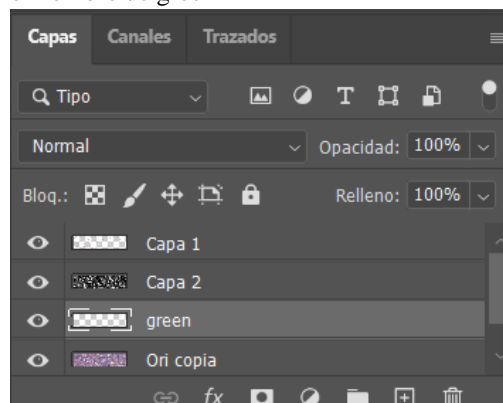 Capas Canales Trazados
Tipo
T
Normal Opacidad: 100%
Bloq.: Relleno: 100%
Capa 1
Capa 2
green
Ori copia
fx